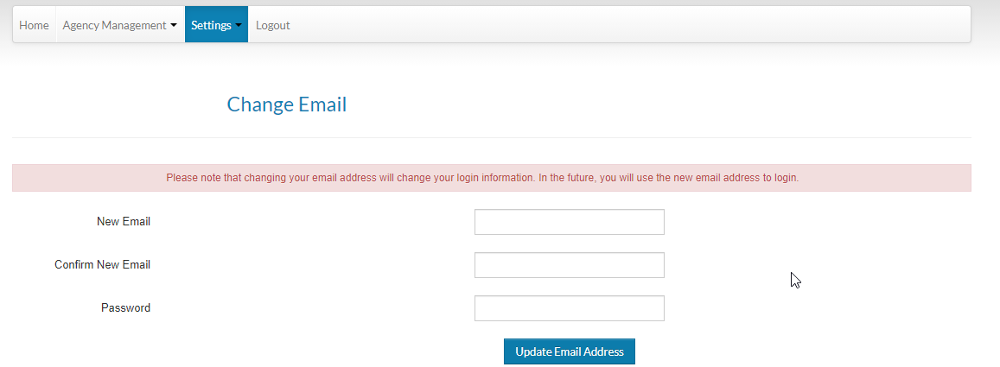 Home Agency Management Settings Logout
Change Email
Please note that changing your email address will change your login information. In the future, you will use the new email address to login.
New Email
Confirm New Email
Password
Update Email Address